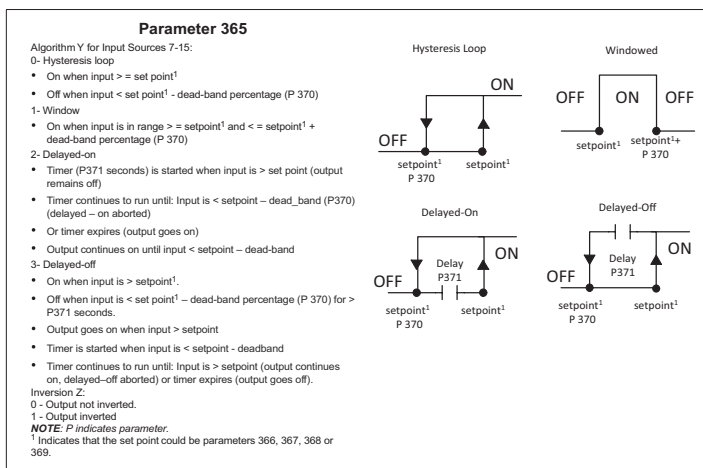 Parameter 365
Algorithm Y for Input Sources 7-15:
0- Hysteresis loop
• On when input > = set point¹
• Off when input < set point¹ - dead-band percentage (P 370)
1- Window
• On when input is in range > = setpoint¹ and < = setpoint¹ +
dead-band percentage (P 370)
2- Delayed-on
• Timer (P371 seconds) is started when input is > set point (output
remains off)
• Timer continues to run until: Input is < setpoint – dead_band (P370)
(delayed – on aborted)
• Or timer expires (output goes on)
• Output continues on until input < setpoint – dead-band
3- Delayed-off
• On when input is > setpoint¹.
• Off when input is < set point¹ – dead-band percentage (P 370) for >
P371 seconds.
• Output goes on when input > setpoint
• Timer is started when input is < setpoint - deadband
• Timer continues to run until: Input is > setpoint (output continues
on, delayed–off aborted) or timer expires (output goes off).
Inversion Z:
0 - Output not inverted.
1 - Output inverted
NOTE: P indicates parameter.
¹ Indicates that the set point could be parameters 366, 367, 368 or
369.
Hysteresis Loop
ON
OFF
setpoint¹
P 370
setpoint¹
Windowed
OFF
ON
OFF
setpoint¹
setpoint¹+
P 370
Delayed-On
ON
Delay
P371
OFF
setpoint¹
P 370
setpoint¹
Delayed-Off
ON
Delay
P371
OFF
setpoint¹
P 370
setpoint¹